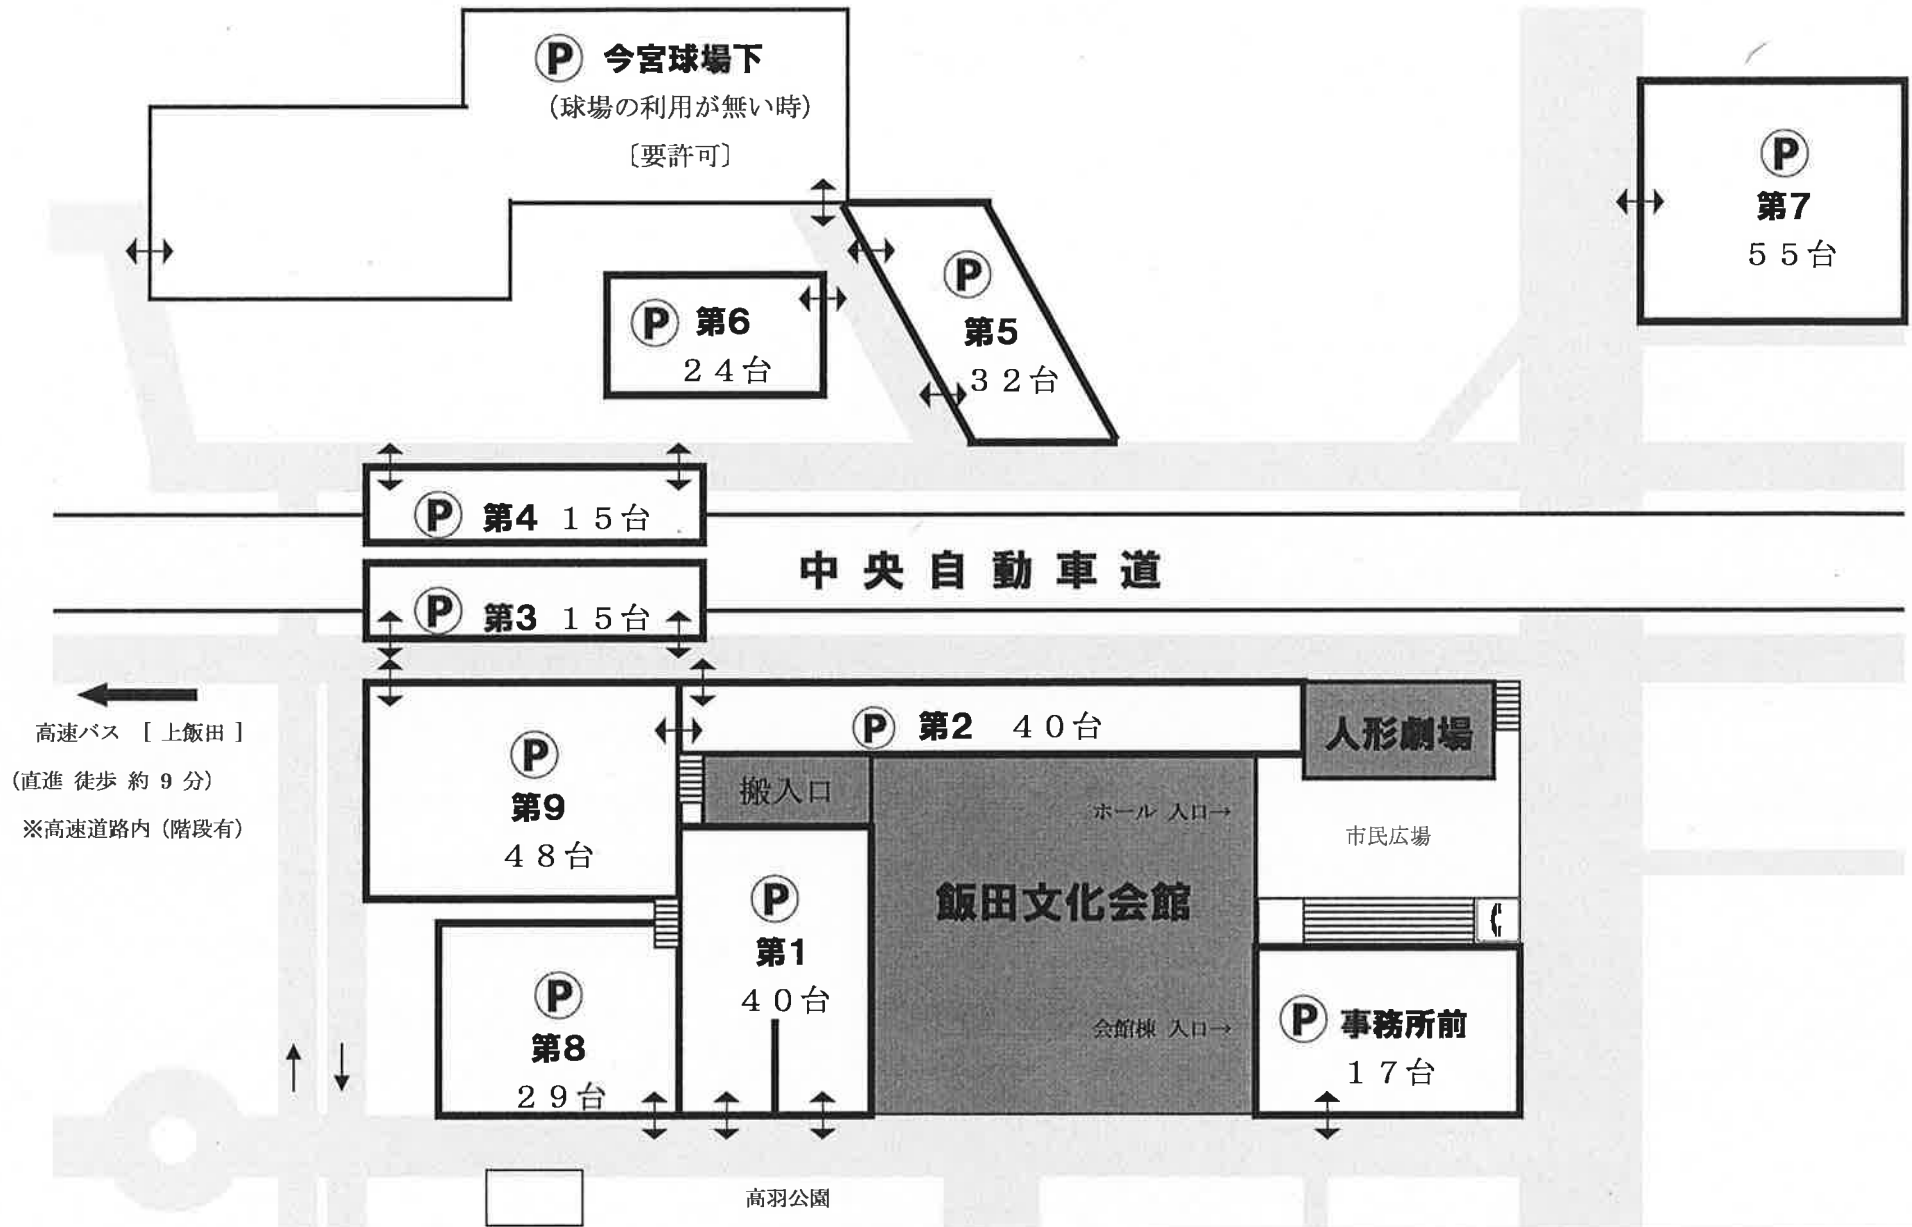 P 今宮球場下
(球場の利用が無い時)
〔要許可〕
P
第7
55台
P
第5
32台
P 第6
24台
P 第4 15台
中央自動車道
P 第3 15台
高速バス [ 上飯田 ]
(直進 徒歩 約 9 分)
※高速道路内 (階段有)
P 第2 40台
人形劇場
P
第9
48台
搬入口
ホール 入口→
市民広場
飯田文化会館
P
第1
40台
P
第8
29台
会館棟 入口→
P 事務所前
17台
高羽公園